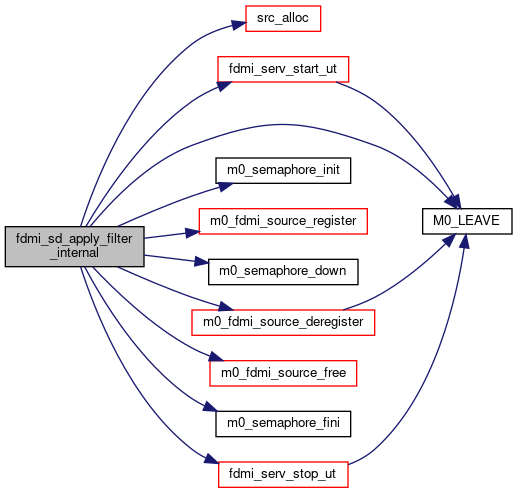 src_alloc
fdmi_serv_start_ut
m0_semaphore_init
m0_fdmi_source_register
M0_LEAVE
fdmi_sd_apply_filter
_internal
m0_semaphore_down
m0_fdmi_source_deregister
m0_fdmi_source_free
m0_semaphore_fini
fdmi_serv_stop_ut